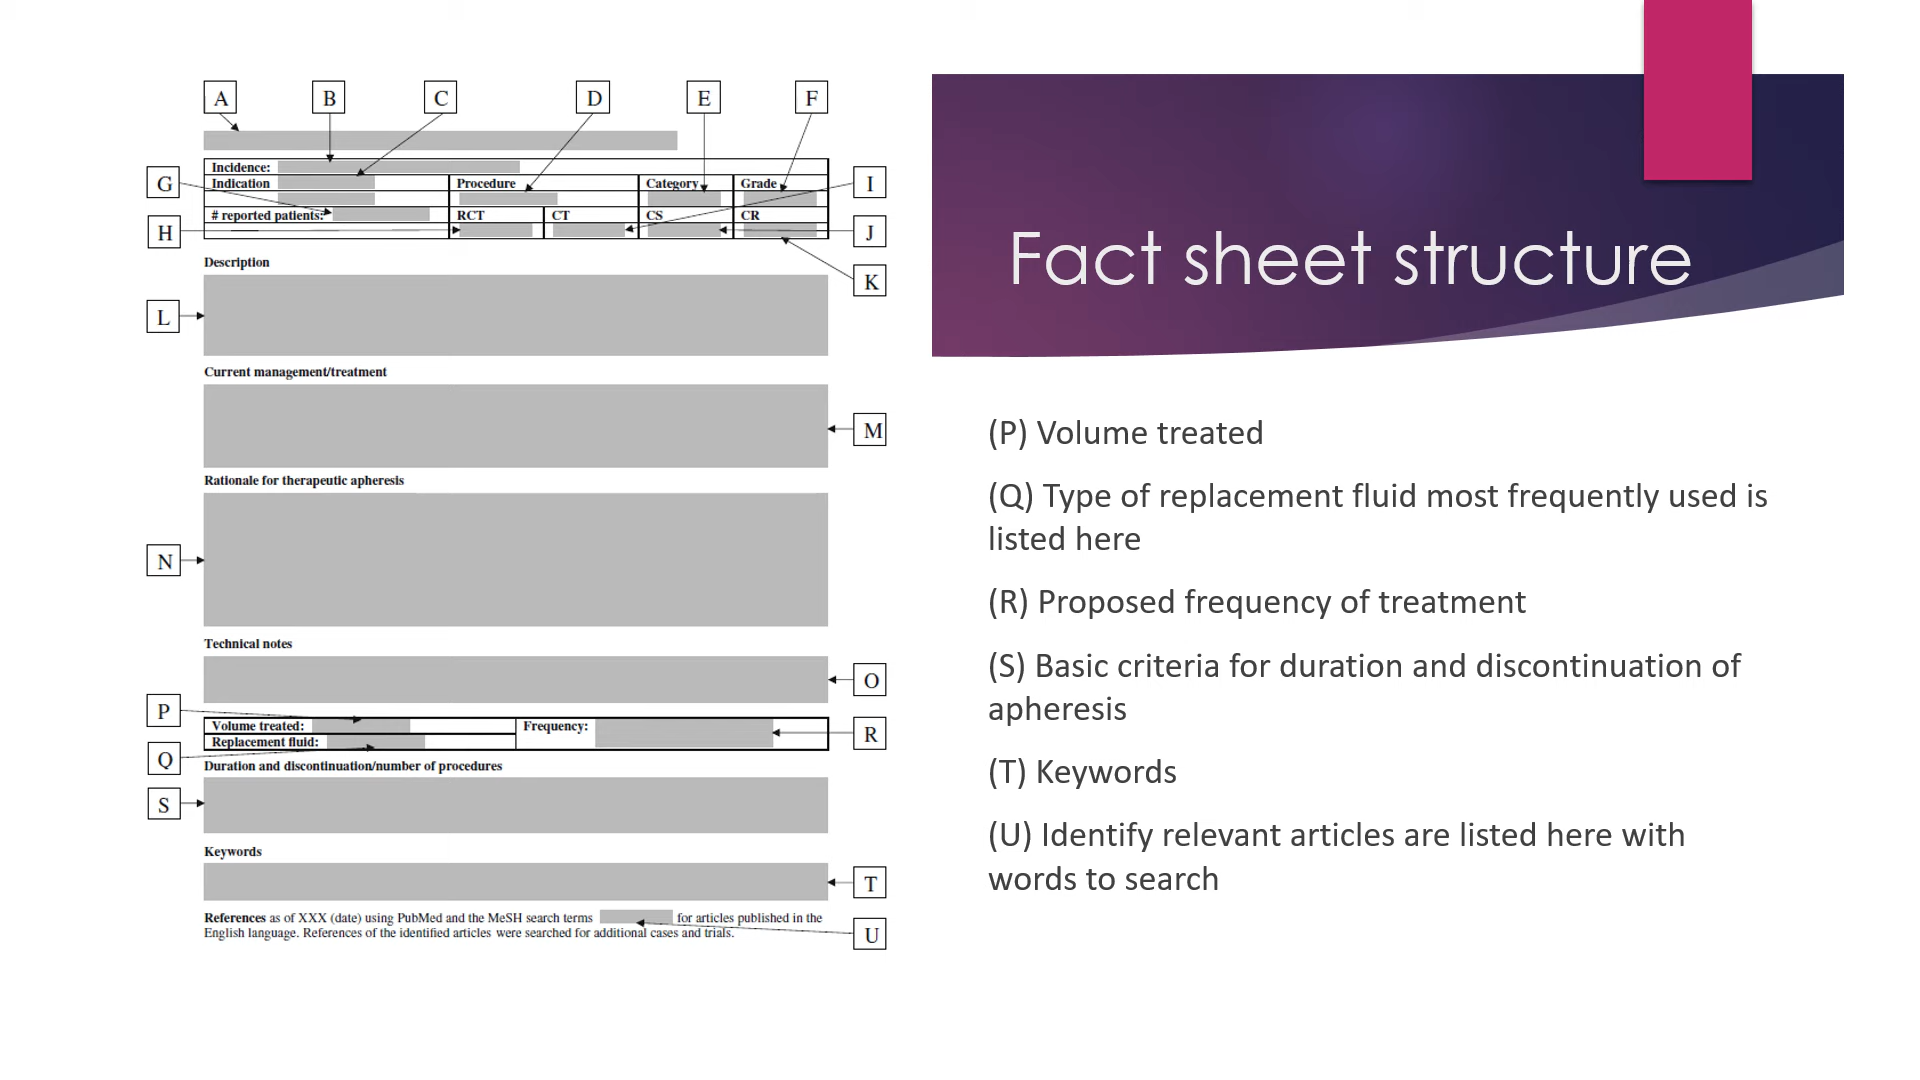 A B C D E F
Incidence:
G Indication Procedure Category Grade I
# reported patients: RCT CT CS CR
H J
Description K
L
Current management/treatment
M
Rationale for therapeutic apheresis
N
Technical notes
O
P
Volume treated: Frequency: R
Replacement fluid:
Q
Duration and discontinuation/number of procedures
S
Keywords
T
References as of XXX (date) using PubMed and the MeSH search terms for articles published in the
English language. References of the identified articles were searched for additional cases and trials.
U
Fact sheet structure
(P) Volume treated
(Q) Type of replacement fluid most frequently used is
listed here
(R) Proposed frequency of treatment
(S) Basic criteria for duration and discontinuation of
apheresis
(T) Keywords
(U) Identify relevant articles are listed here with
words to search